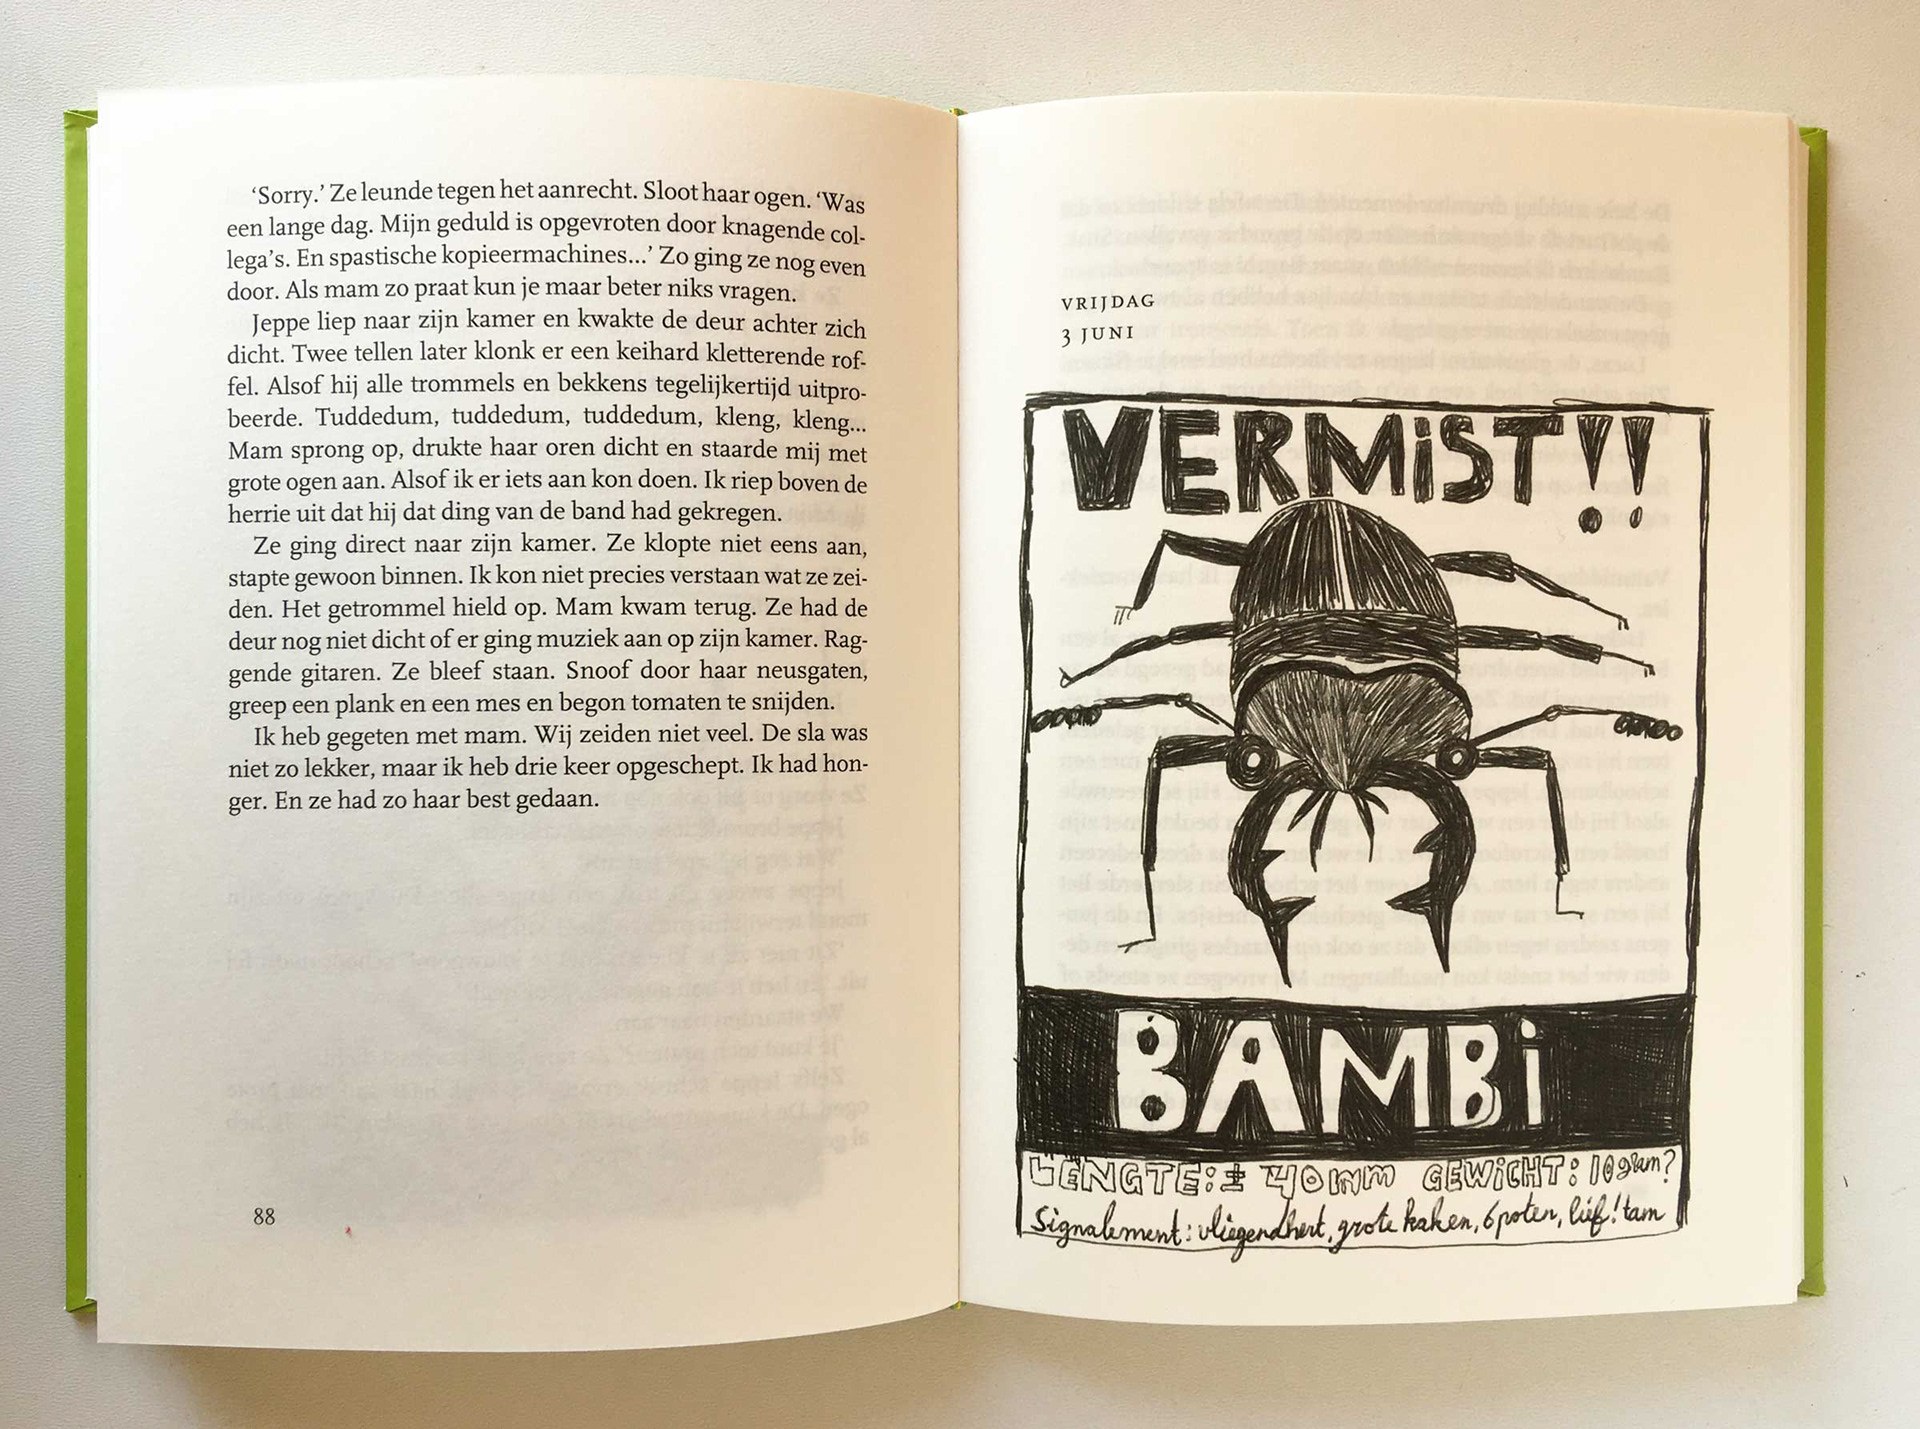 ‘Sorry.’ Ze leunde tegen het aanrecht. Sloot haar ogen. ‘Was
een lange dag. Mijn geduld is opgevroten door knagende col-
lega’s. En spastische kopieermachines...’ Zo ging ze nog even
door. Als mam zo praat kun je maar beter niks vragen.
Jeppe liep naar zijn kamer en kwakte de deur achter zich
dicht. Twee tellen later klonk er een keihard kletterende rof-
fel. Alsof hij alle trommels en bekkens tegelijkertijd uitpro-
beerde. Tuddedum, tuddedum, tuddedum, kleng, kleng...
Mam sprong op, drukte haar oren dicht en staarde mij met
grote ogen aan. Alsof ik er iets aan kon doen. Ik riep boven de
herrie uit dat hij dat ding van de band had gekregen.
Ze ging direct naar zijn kamer. Ze klopte niet eens aan,
stapte gewoon binnen. Ik kon niet precies verstaan wat ze zei-
den. Het getrommel hield op. Mam kwam terug. Ze had de
deur nog niet dicht of er ging muziek aan op zijn kamer. Rag-
gende gitaren. Ze bleef staan. Snoof door haar neusgaten,
greep een plank en een mes en begon tomaten te snijden.
Ik heb gegeten met mam. Wij zeiden niet veel. De sla was
niet zo lekker, maar ik heb drie keer opgeschept. Ik had hon-
ger. En ze had zo haar best gedaan.
88
VRIJDAG
3 JUNI
VERMiST!!
BAMBi
LENGTE: ± 40 mm GEWiCHT: 10 gram?
Signalement: vliegend hert, grote kaken, 6 poten, lief! tam